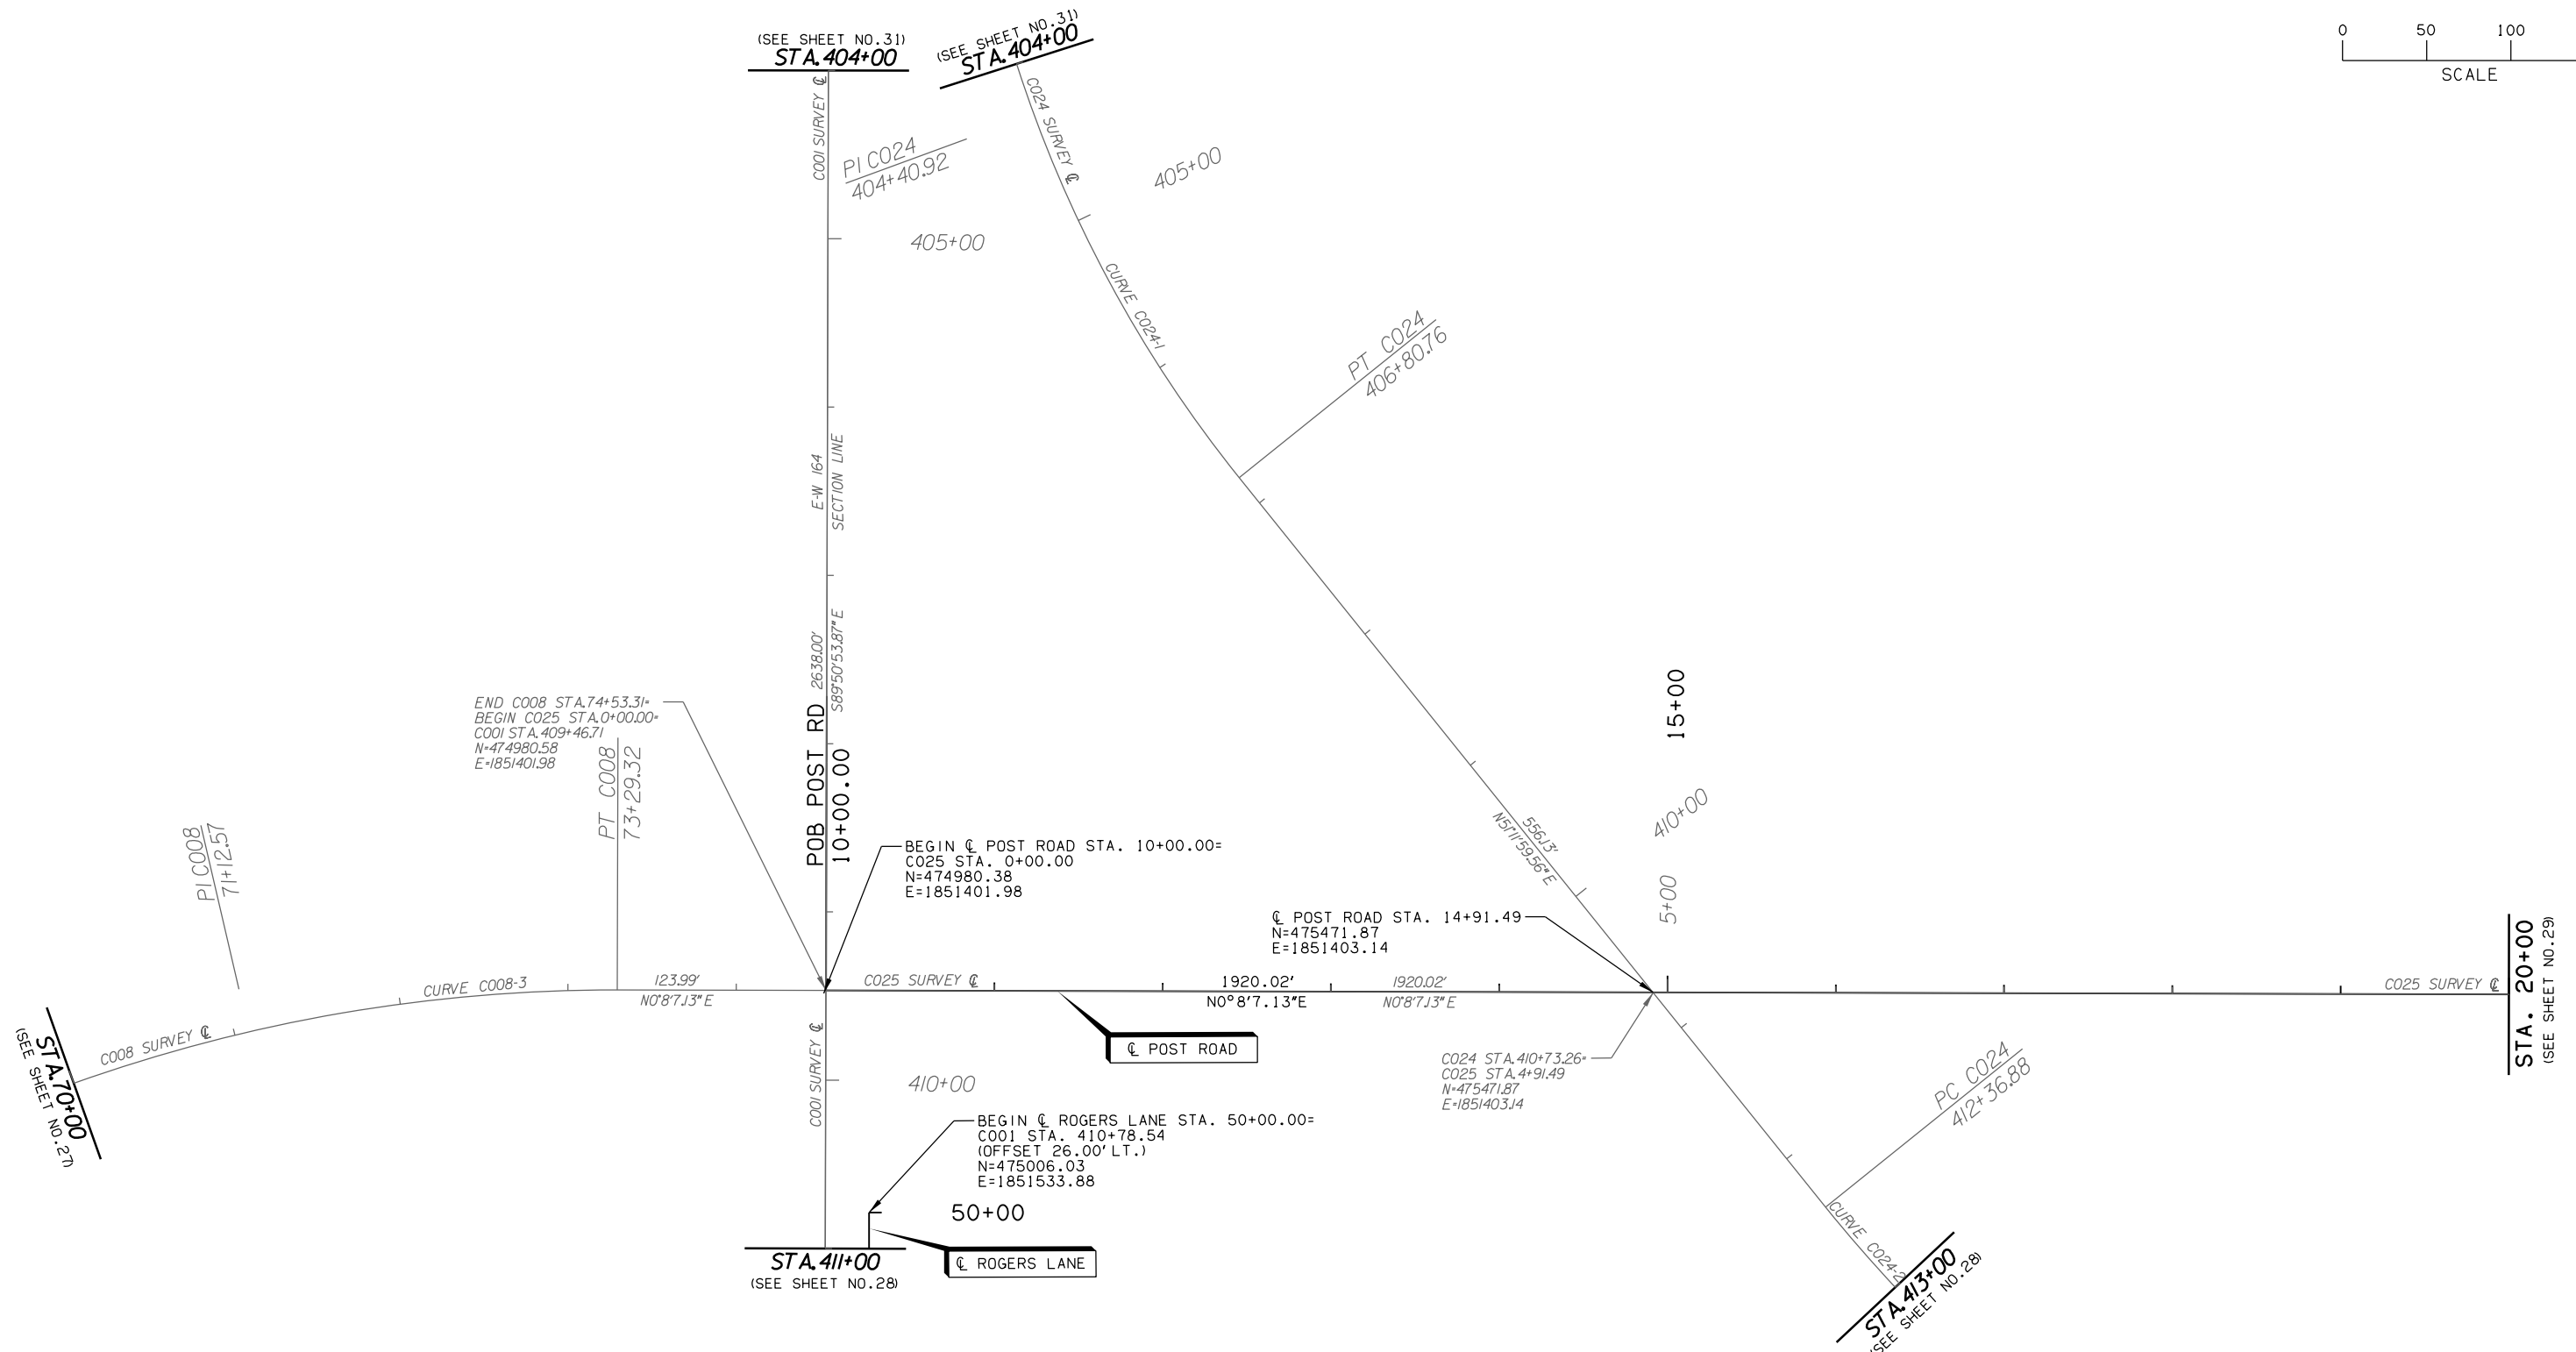 (SEE SHEET NO.31)
STA.404+00
(SEE SHEET NO.31)
STA.404+00
0 50 100
SCALE
C001 SURVEY ℄
PI C024
404+40.92
C024 SURVEY ℄
405+00
405+00
CURVE C024-1
PT C024
406+80.76
E-W 164
SECTION LINE
2638.00'
S89°50'53.87"E
POB POST RD
10+00.00
END C008 STA.74+53.31=
BEGIN C025 STA.0+00.00=
C001 STA.409+46.71
N=474980.58
E=1851401.98
PT C008
73+29.32
PI C008
71+12.57
BEGIN ℄ POST ROAD STA. 10+00.00=
C025 STA. 0+00.00
N=474980.38
E=1851401.98
15+00
410+00
556.13'
N51°11'59.56"E
5+00
℄ POST ROAD STA. 14+91.49
N=475471.87
E=1851403.14
STA. 20+00
(SEE SHEET NO.29)
CURVE C008-3
123.99'
N0°8'7.13"E
C025 SURVEY ℄
1920.02'
N0°8'7.13"E
1920.02'
N0°8'7.13"E
C025 SURVEY ℄
C008 SURVEY ℄
STA.70+00
(SEE SHEET NO.27)
C001 SURVEY ℄
℄ POST ROAD
410+00
C024 STA.410+73.26=
C025 STA.4+91.49
N=475471.87
E=1851403.14
PC C024
412+36.88
BEGIN ℄ ROGERS LANE STA. 50+00.00=
C001 STA. 410+78.54
(OFFSET 26.00' LT.)
N=475006.03
E=1851533.88
50+00
℄ ROGERS LANE
STA.411+00
(SEE SHEET NO.28)
CURVE C024-2
STA.413+00
(SEE SHEET NO.28)